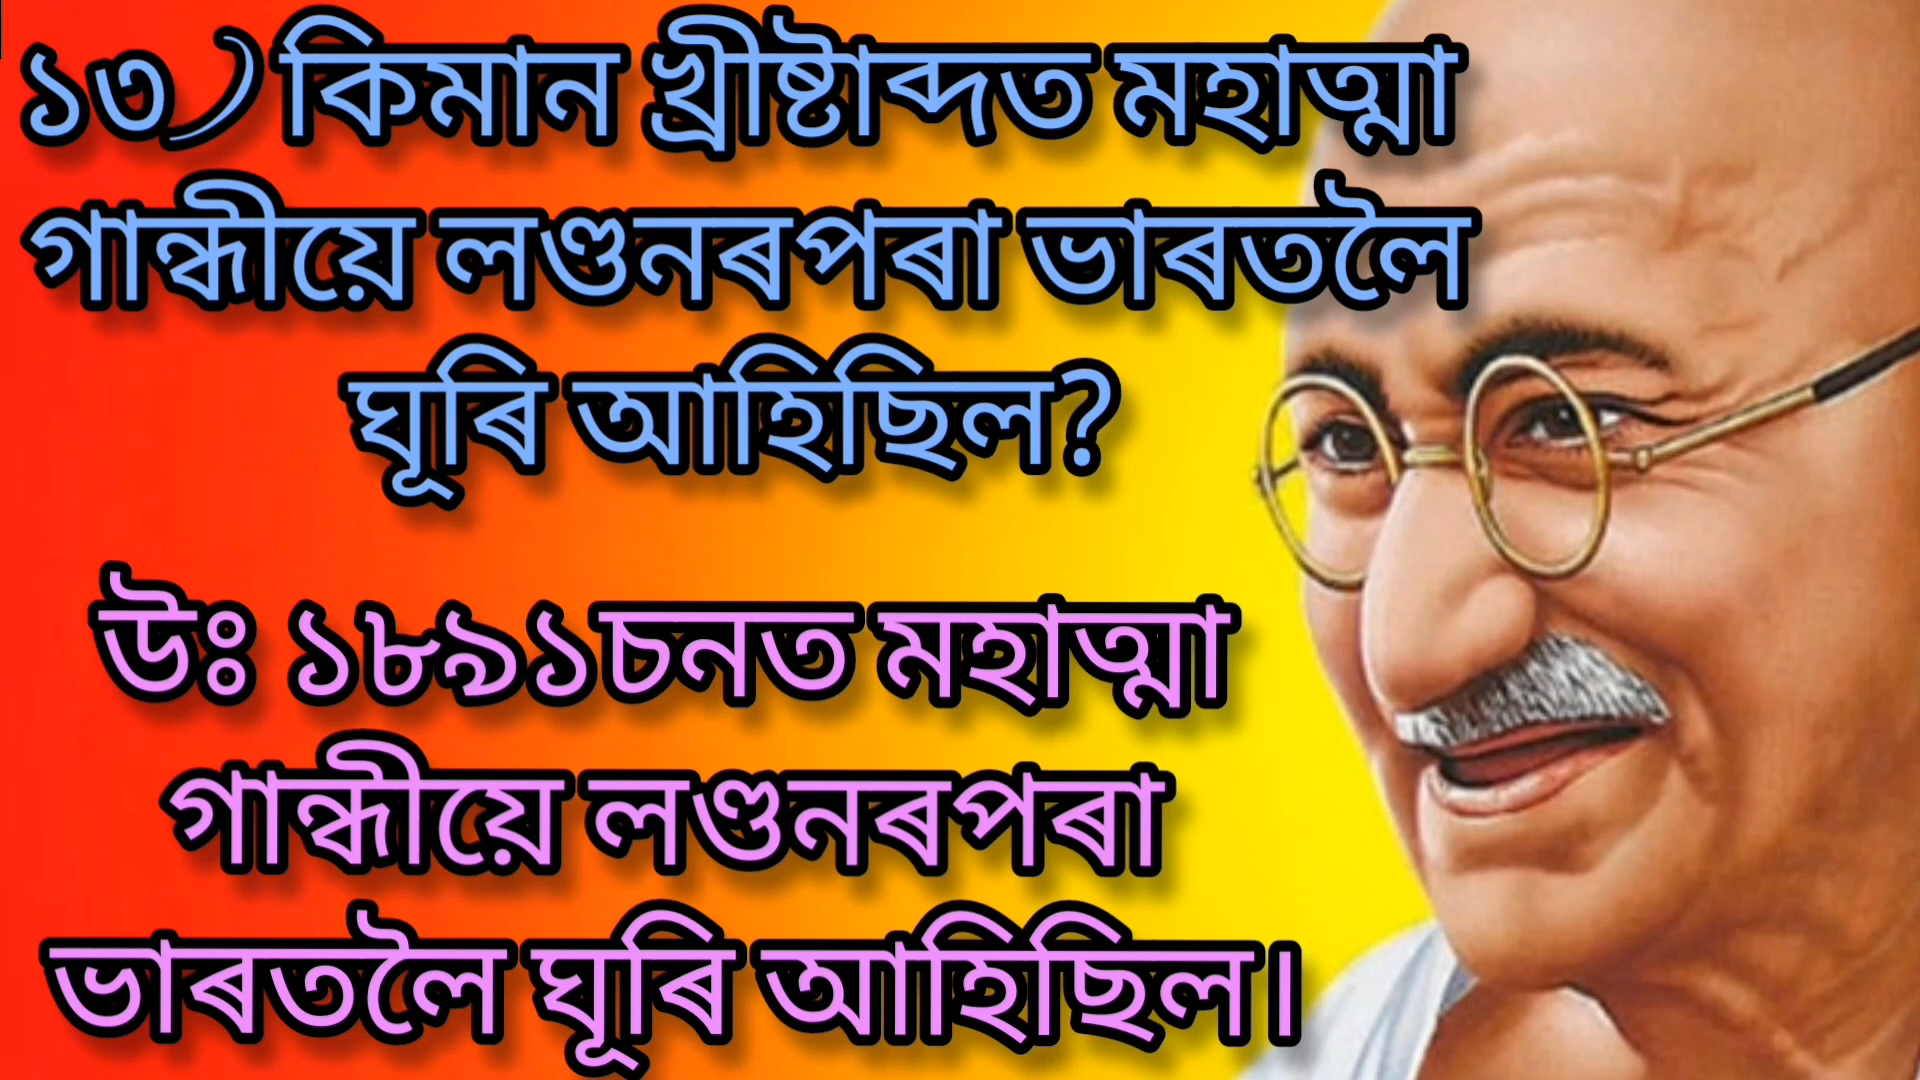 ১৩) কিমান খ্ৰীষ্টাব্দত মহাত্মা
গান্ধীয়ে লণ্ডনৰপৰা ভাৰতলৈ
ঘূৰি আহিছিল?
উঃ ১৮৯১চনত মহাত্মা
গান্ধীয়ে লণ্ডনৰপৰা
ভাৰতলৈ ঘূৰি আহিছিল।